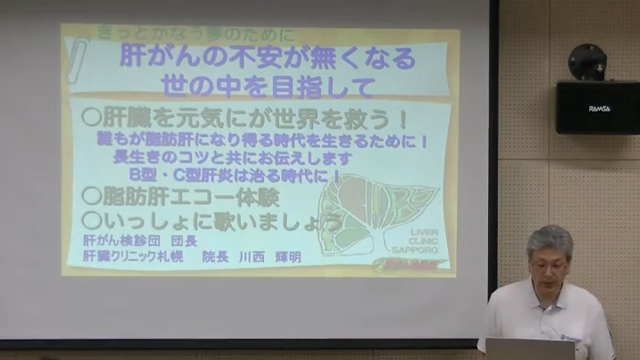 きっとかなう夢のために
肝がんの不安が無くなる
世の中を目指して
○肝臓を元気にが世界を救う！
誰もが脂肪肝になり得る時代を生きるために！
長生きのコツと共にお伝えします
B型・C型肝炎は治る時代に！
○脂肪肝エコー体験
○いっしょに歌いましょう
肝がん検診団 団長
肝臓クリニック札幌 院長 川西 輝明
LIVER
CLINIC
SAPPORO
RAMSA